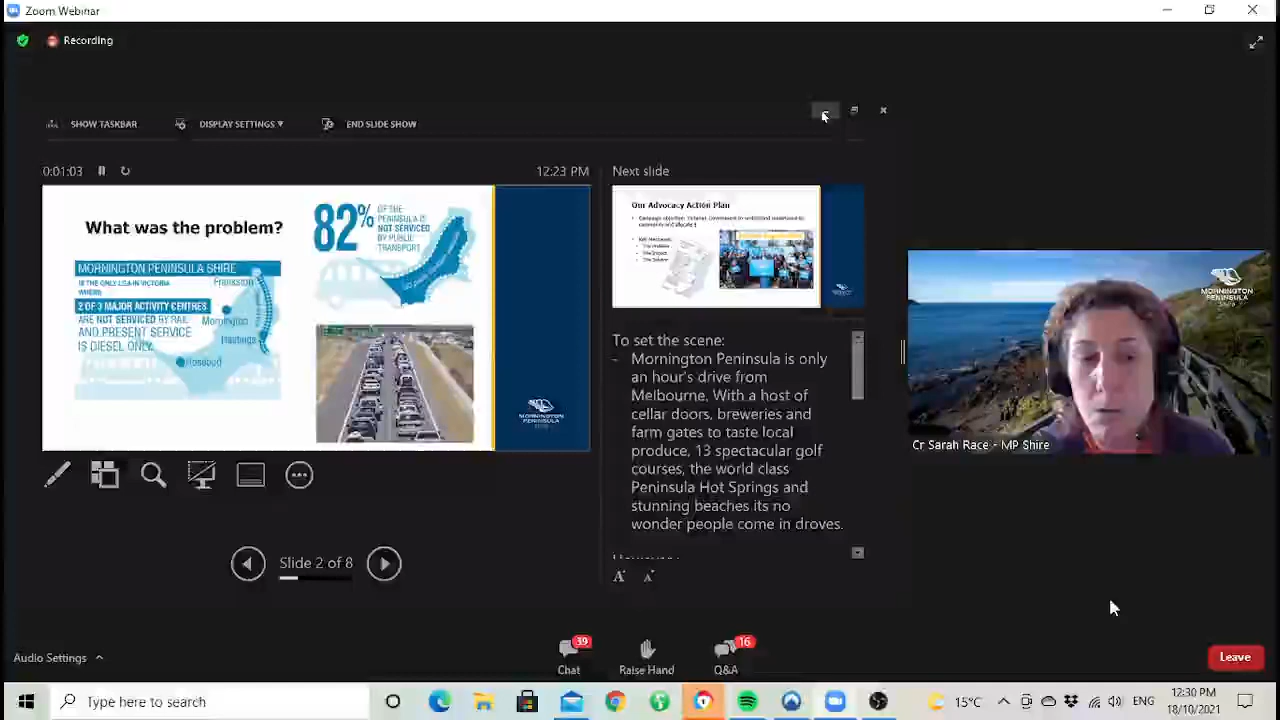 Zoom Webinar
Recording
SHOW TASKBAR
DISPLAY SETTINGS
END SLIDE SHOW
0:01:03
12:23 PM
Next slide
What was the problem?
82%
OF THE
PENINSULA IS
NOT SERVICED
BY PUBLIC
TRANSPORT
MORNINGTON PENINSULA SHIRE
IS THE ONLY LGA IN VICTORIA
WHERE
2 OF 3 MAJOR ACTIVITY CENTRES
ARE NOT SERVICED BY RAIL
AND PRESENT SERVICE
IS DIESEL ONLY.
Frankston
Mornington
Hastings
Rosebud
MORNINGTON
PENINSULA
SHIRE
Our Advocacy Action Plan
To set the scene:
- Mornington Peninsula is only
an hour's drive from
Melbourne. With a host of
cellar doors, breweries and
farm gates to taste local
produce, 13 spectacular golf
courses, the world class
Peninsula Hot Springs and
stunning beaches its no
wonder people come in droves.
MORNINGTON
PENINSULA
SHIRE
Cr Sarah Race - MP Shire
Slide 2 of 8
Audio Settings
39
Chat
Raise Hand
16
Q&A
Leave
Type here to search
15°C
ENG
12:30 PM
18/10/2021